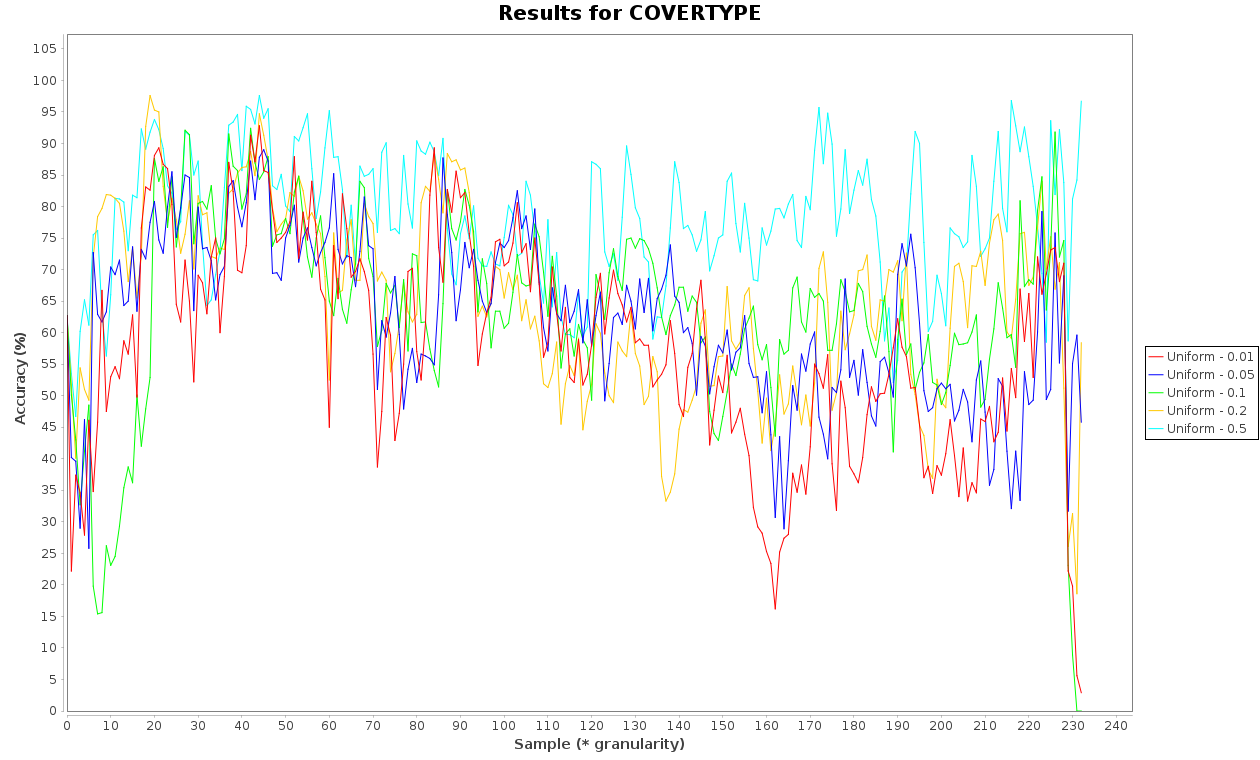 Results for COVERTYPE
Accuracy (%)
105
100
95
90
85
80
75
70
65
60
55
50
45
40
35
30
25
20
15
10
5
0
0 10 20 30 40 50 60 70 80 90 100 110 120 130 140 150 160 170 180 190 200 210 220 230 240
Sample (* granularity)
Uniform - 0.01
Uniform - 0.05
Uniform - 0.1
Uniform - 0.2
Uniform - 0.5